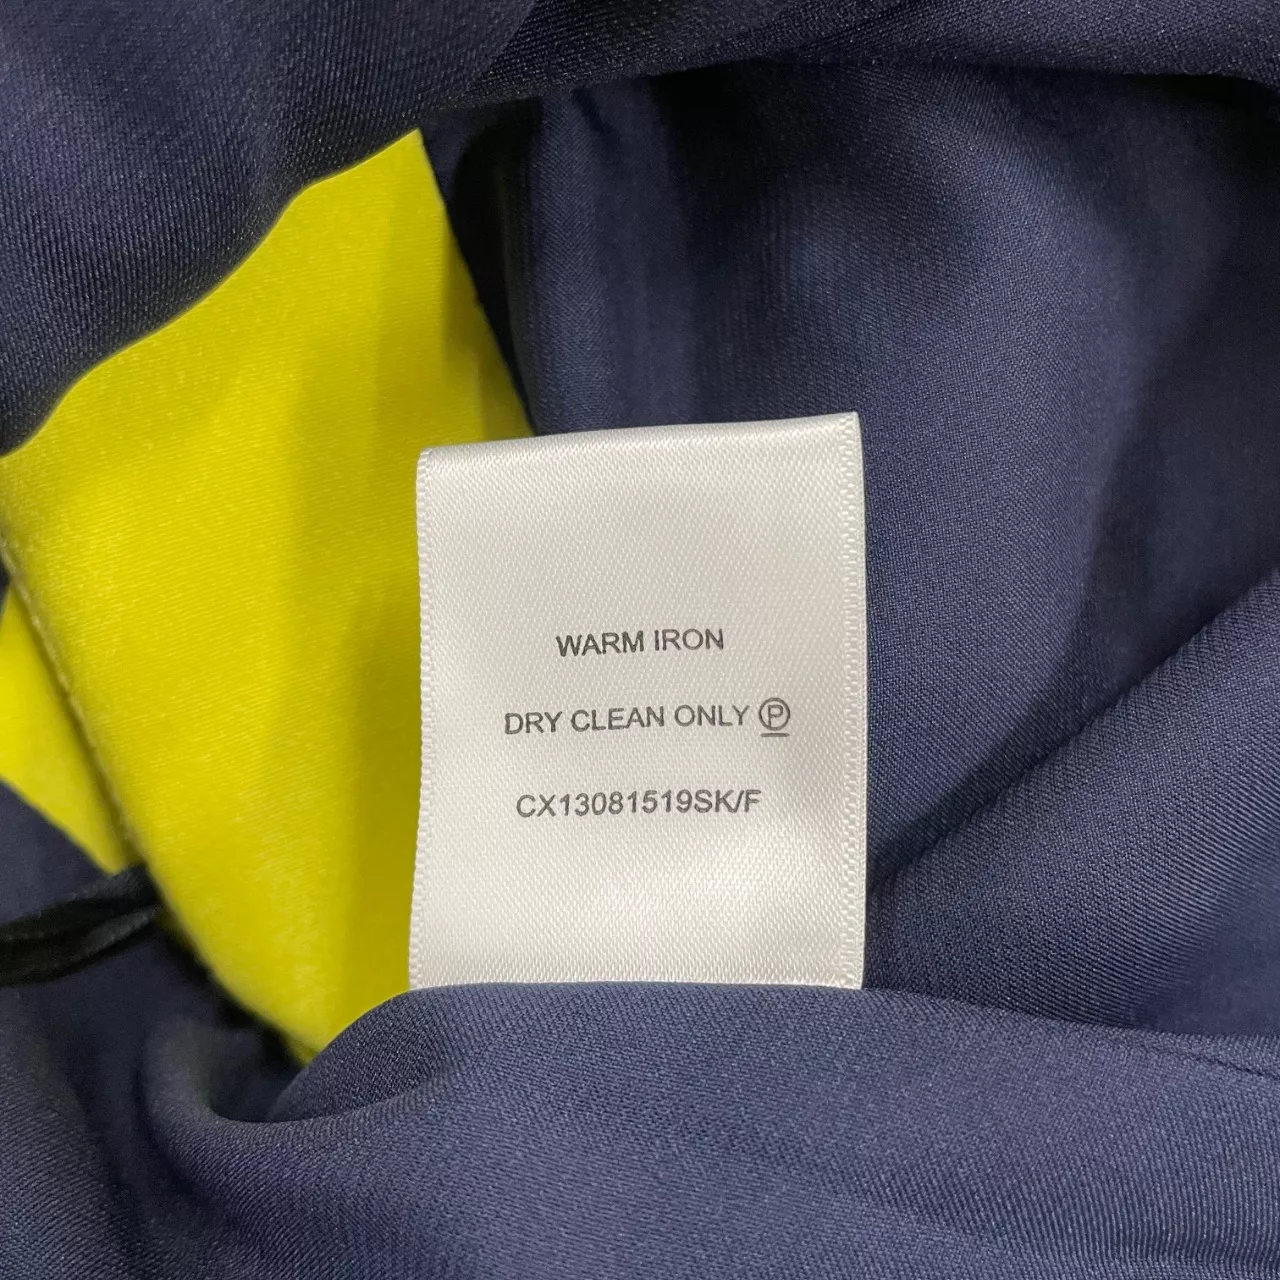 WARM IRON
DRY CLEAN ONLY Ⓟ
CX13081519SK/F